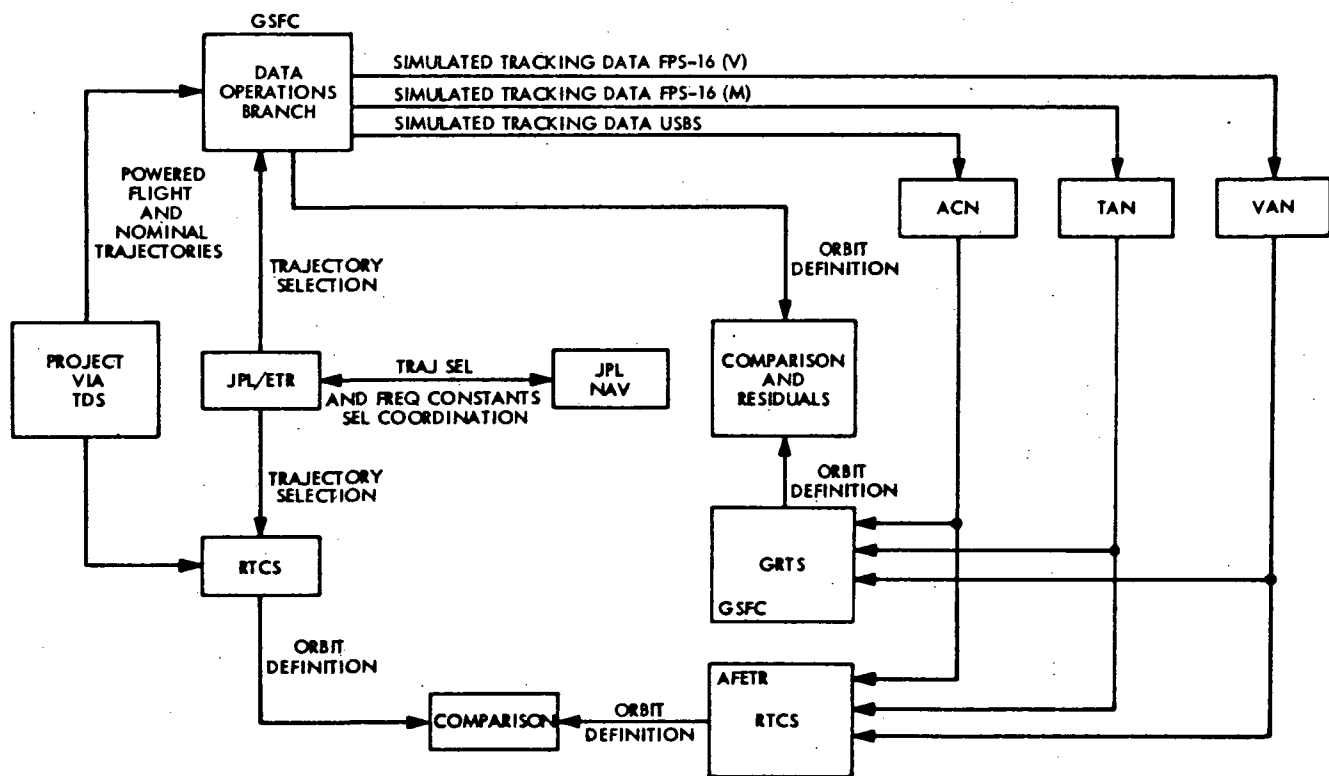 GSFC
DATA
OPERATIONS
BRANCH
SIMULATED TRACKING DATA FPS-16 (V)
SIMULATED TRACKING DATA FPS-16 (M)
SIMULATED TRACKING DATA USBS
POWERED
FLIGHT
AND
NOMINAL
TRAJECTORIES
TRAJECTORY
SELECTION
ACN
TAN
VAN
ORBIT
DEFINITION
PROJECT
VIA
TDS
JPL/ETR
TRAJ SEL
AND FREQ CONSTANTS
SEL COORDINATION
JPL
NAV
COMPARISON
AND
RESIDUALS
TRAJECTORY
SELECTION
ORBIT
DEFINITION
RTCS
GRTS
GSFC
ORBIT
DEFINITION
COMPARISON
ORBIT
DEFINITION
AFETR
RTCS